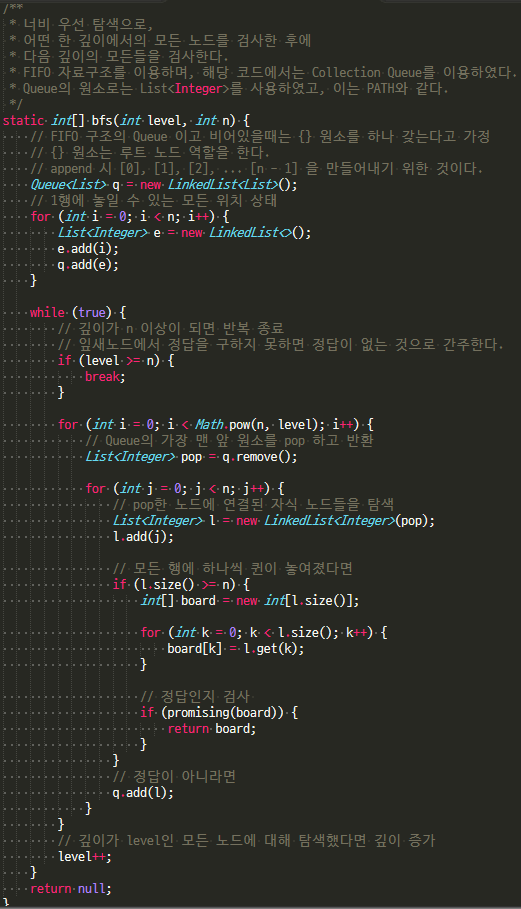 /**
 * 너비 우선 탐색으로,
 * 어떤 한 깊이에서의 모든 노드를 검사한 후에
 * 다음 깊이의 모든들을 검사한다.
 * FIFO 자료구조를 이용하며, 해당 코드에서는 Collection Queue를 이용하였다.
 * Queue의 원소로는 List<Integer>를 사용하였고, 이는 PATH와 같다.
 */
static int[] bfs(int level, int n) {
    // FIFO 구조의 Queue 이고 비어있을때는 {} 원소를 하나 갖는다고 가정
    // {} 원소는 루트 노드 역할을 한다.
    // append 시 [0], [1], [2], ... [n - 1] 을 만들어내기 위한 것이다.
    Queue<List> q = new LinkedList<List>();
    // 1행에 놓일 수 있는 모든 위치 상태
    for (int i = 0; i < n; i++) {
        List<Integer> e = new LinkedList<>();
        e.add(i);
        q.add(e);
    }

    while (true) {
        // 깊이가 n 이상이 되면 반복 종료
        // 잎새노드에서 정답을 구하지 못하면 정답이 없는 것으로 간주한다.
        if (level >= n) {
            break;
        }

        for (int i = 0; i < Math.pow(n, level); i++) {
            // Queue의 가장 맨 앞 원소를 pop 하고 반환
            List<Integer> pop = q.remove();

            for (int j = 0; j < n; j++) {
                // pop한 노드에 연결된 자식 노드들을 탐색
                List<Integer> l = new LinkedList<Integer>(pop);
                l.add(j);

                // 모든 행에 하나씩 퀸이 놓여졌다면
                if (l.size() >= n) {
                    int[] board = new int[l.size()];

                    for (int k = 0; k < l.size(); k++) {
                        board[k] = l.get(k);
                    }

                    // 정답인지 검사
                    if (promising(board)) {
                        return board;
                    }
                }
                // 정답이 아니라면
                q.add(l);
            }
        }
        // 깊이가 level인 모든 노드에 대해 탐색했다면 깊이 증가
        level++;
    }
    return null;
}